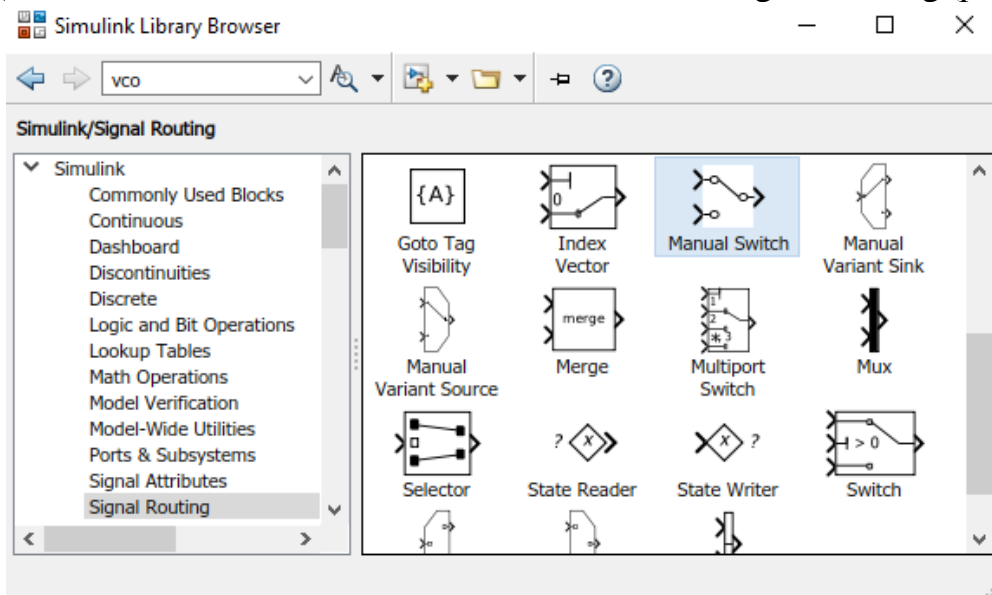 Simulink Library Browser
vco
Simulink/Signal Routing
Simulink
Commonly Used Blocks
Continuous
Dashboard
Discontinuities
Discrete
Logic and Bit Operations
Lookup Tables
Math Operations
Model Verification
Model-Wide Utilities
Ports & Subsystems
Signal Attributes
Signal Routing
{A}
Goto Tag
Visibility
0
Index
Vector
Manual Switch
Manual
Variant Sink
Manual
Variant Source
merge
Merge
1
2
* 3
Multiport
Switch
Mux
Selector
? x
State Reader
x ?
State Writer
> 0
Switch